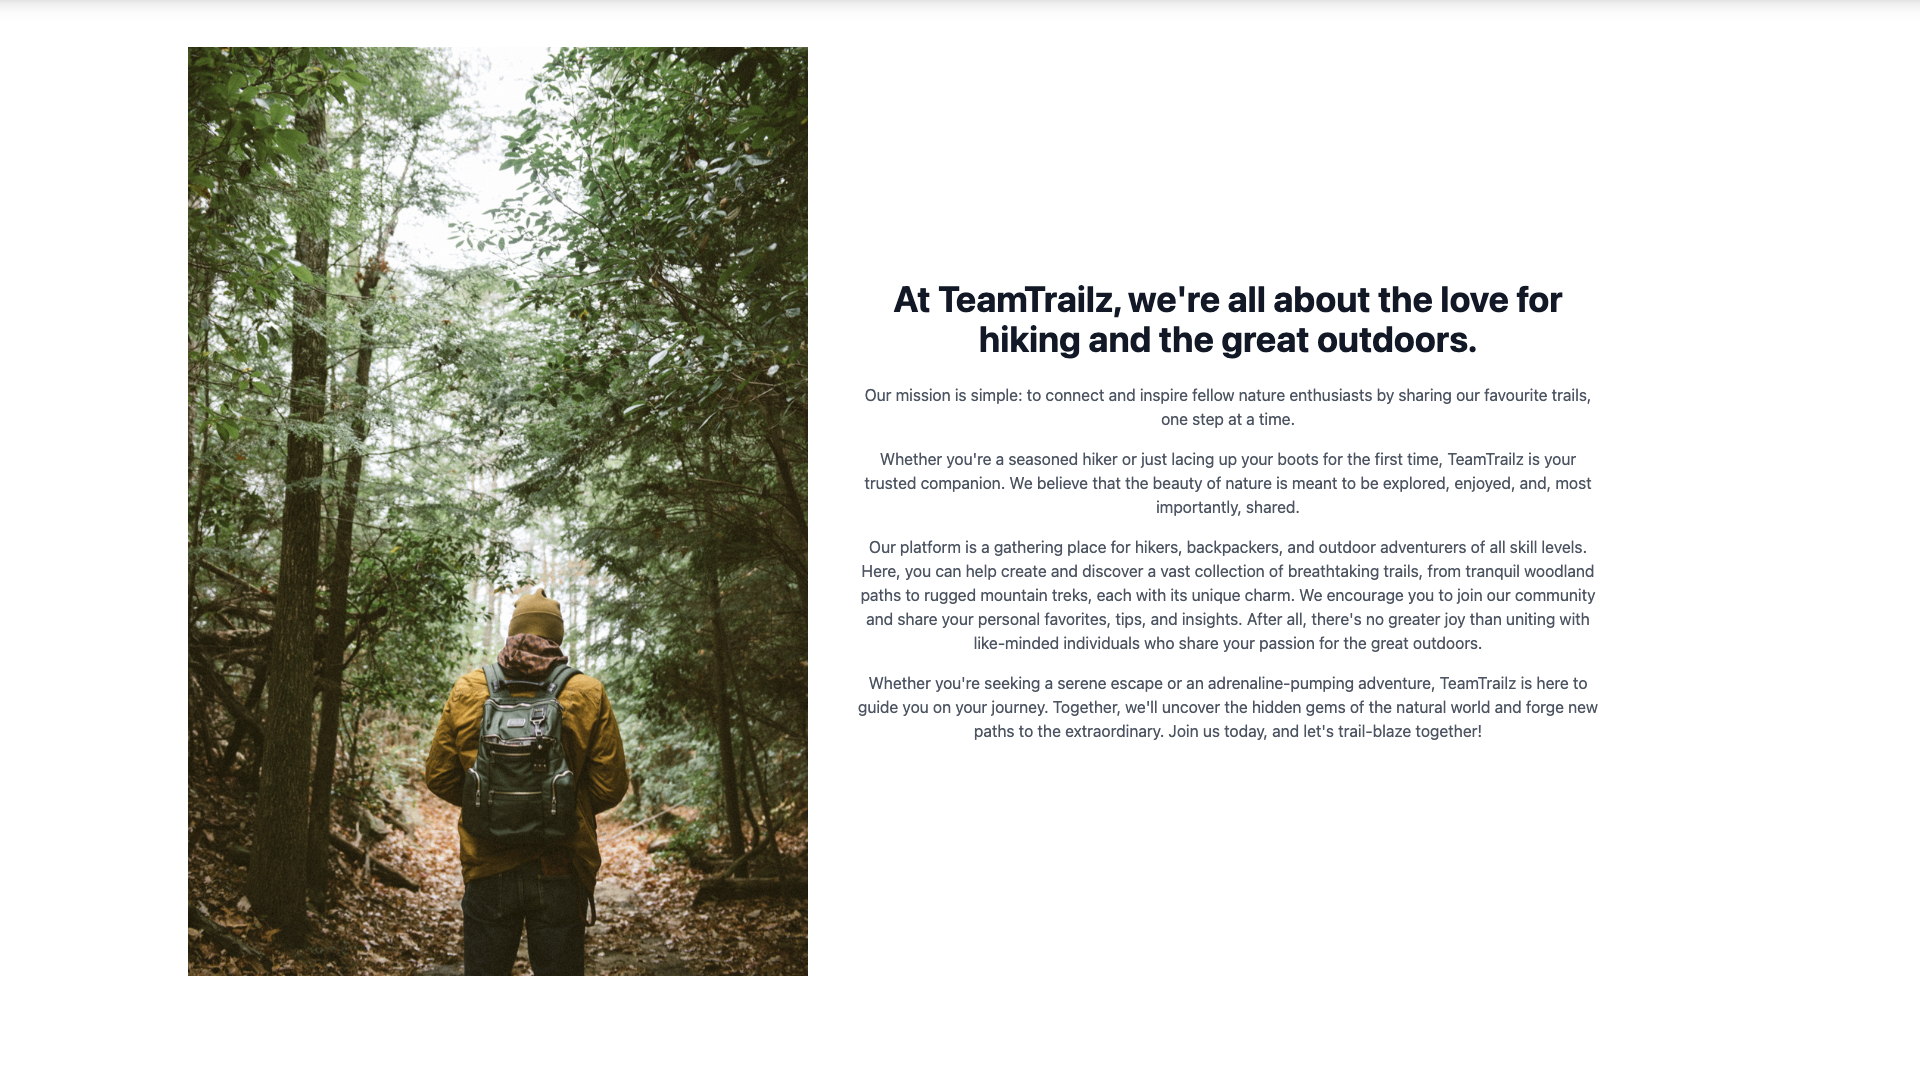 At TeamTrailz, we're all about the love for
hiking and the great outdoors.
Our mission is simple: to connect and inspire fellow nature enthusiasts by sharing our favourite trails,
one step at a time.
Whether you're a seasoned hiker or just lacing up your boots for the first time, TeamTrailz is your
trusted companion. We believe that the beauty of nature is meant to be explored, enjoyed, and, most
importantly, shared.
Our platform is a gathering place for hikers, backpackers, and outdoor adventurers of all skill levels.
Here, you can help create and discover a vast collection of breathtaking trails, from tranquil woodland
paths to rugged mountain treks, each with its unique charm. We encourage you to join our community
and share your personal favorites, tips, and insights. After all, there's no greater joy than uniting with
like-minded individuals who share your passion for the great outdoors.
Whether you're seeking a serene escape or an adrenaline-pumping adventure, TeamTrailz is here to
guide you on your journey. Together, we'll uncover the hidden gems of the natural world and forge new
paths to the extraordinary. Join us today, and let's trail-blaze together!